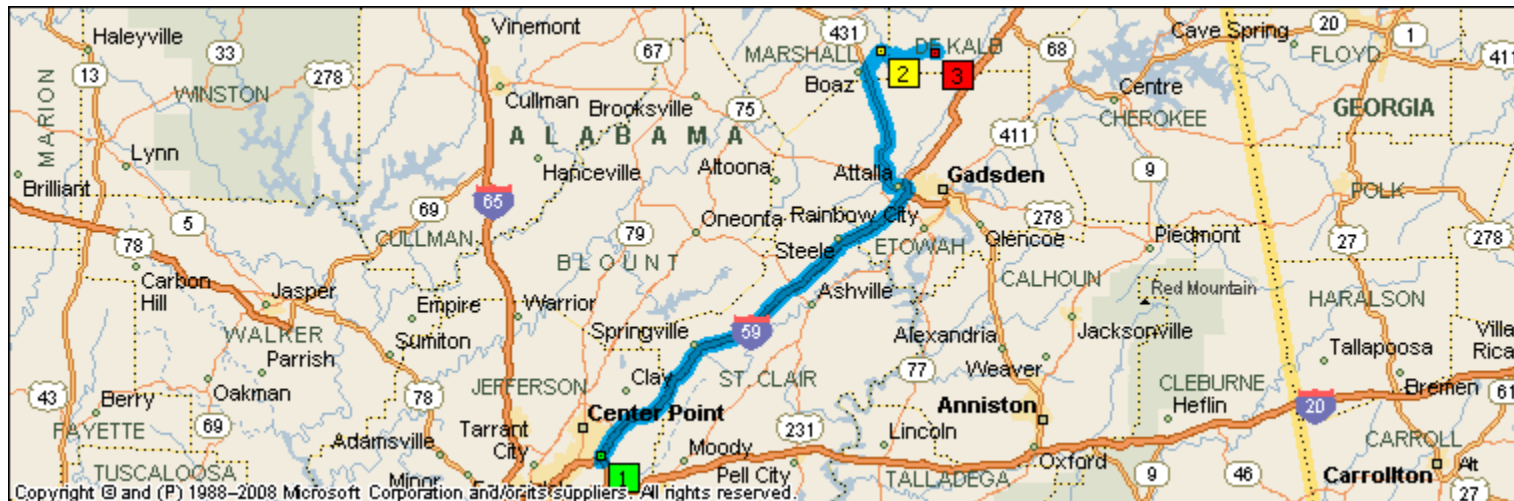 Haleyville
33
Vinemont
67
431
MARSHALL
DE KALB
68
Cave Spring
20
FLOYD
1
411
13
278
WINSTON
Cullman
Brooksville
75
Boaz
2
3
Centre
CHEROKEE
GEORGIA
MARION
Lynn
ALABAMA
Hanceville
Altoona
411
9
Brilliant
5
69
65
Attalla
Gadsden
POLK
78
CULLMAN
79
Oneonta
Rainbow City
278
27
278
Carbon Hill
BLOUNT
Steele
ETOWAH
Glencoe
Piedmont
Jasper
Empire
Warrior
Ashville
CALHOUN
Red Mountain
HARALSON
WALKER
Sumiton
Springville
59
Alexandria
Jacksonville
Villa Rica
Parrish
Clay
ST. CLAIR
77
Weaver
Tallapoosa
43
Berry
Oakman
78
JEFFERSON
CLEBURNE
Bremen
61
FAYETTE
69
Center Point
231
Anniston
Heflin
20
Adamsville
Tarrant City
Moody
Lincoln
CARROLL
TUSCALOOSA
Minor
1
Pell City
TALLADEGA
Oxford
9
46
Carrollton
Alt 27
Copyright © and (P) 1988–2008 Microsoft Corporation and/or its suppliers. All rights reserved.